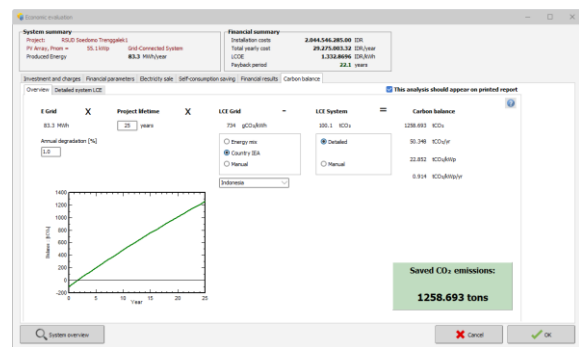 Economic evaluation
System summary
Project: RSUD Soedomo Trenggalek1
PV Array, Pnom = 55.1 kWp Grid-Connected System
Produced Energy 83.3 MWh/year
Financial summary
Installation costs 2.044,546.285.00 IDR
Total yearly cost 29.275.003.32 IDR/year
LCOE 1.332.8696 IDR/kWh
Payback period 22.1 years
Investment and charges Financial parameters Electricity sale Self-consumption saving Financial results Carbon balance
Overview Detailed system LCE
This analysis should appear on printed report
E Grid X Project lifetime X LCE Grid - LCE System = Carbon balance
83.3 MWh 25 years 734 gCO₂/kWh 100.1 tCO₂ 1258.693 tCO₂
Annual degradation [%]
1.0
Energy mix
Country IEA
Manual
Indonesia
Detailed
Manual
50.348 tCO₂/yr
22.852 tCO₂/kWp
0.914 tCO₂/kWp/yr
1400
1200
1000
800
600
400
200
0
-200
0 5 10 15 20 25
Year
Balance [tCO₂]
Saved CO₂ emissions:
1258.693 tons
System overview
Cancel
OK